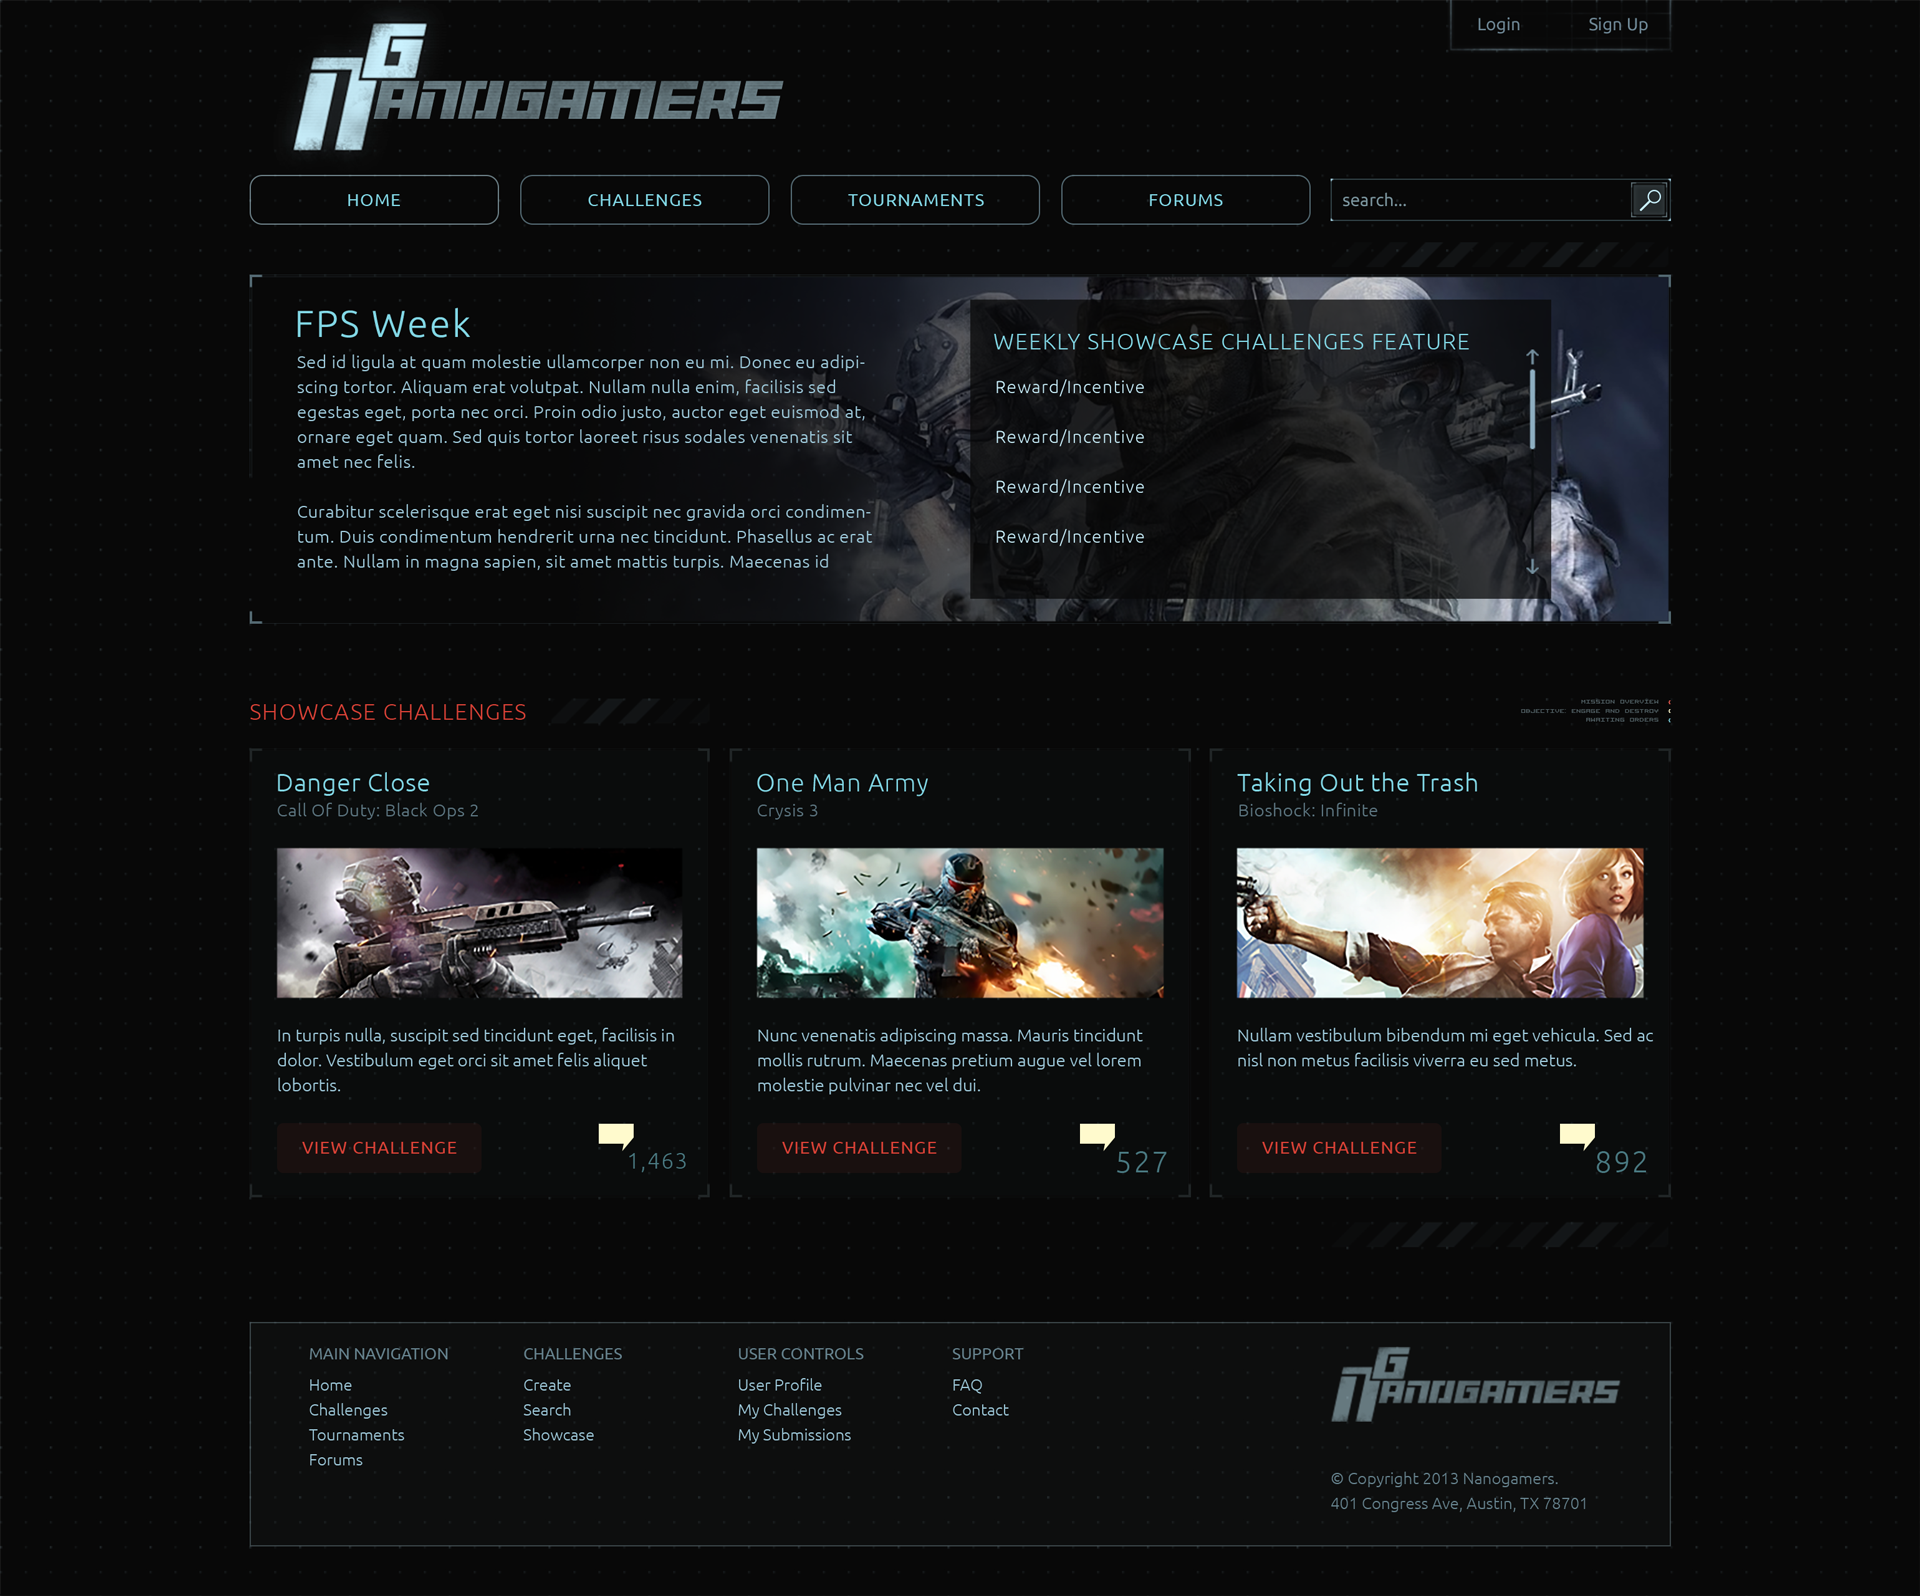 Login
Sign Up
NG
NANOGAMERS
HOME
CHALLENGES
TOURNAMENTS
FORUMS
search...
FPS Week
Sed id ligula at quam molestie ullamcorper non eu mi. Donec eu adipi-
scing tortor. Aliquam erat volutpat. Nullam nulla enim, facilisis sed
egestas eget, porta nec orci. Proin odio justo, auctor eget euismod at,
ornare eget quam. Sed quis tortor laoreet risus sodales venenatis sit
amet nec felis.
Curabitur scelerisque erat eget nisi suscipit nec gravida orci condimen-
tum. Duis condimentum hendrerit urna nec tincidunt. Phasellus ac erat
ante. Nullam in magna sapien, sit amet mattis turpis. Maecenas id
WEEKLY SHOWCASE CHALLENGES FEATURE
Reward/Incentive
Reward/Incentive
Reward/Incentive
Reward/Incentive
SHOWCASE CHALLENGES
MISSION OVERVIEW
OBJECTIVE: ENGAGE AND DESTROY
AWAITING ORDERS
Danger Close
Call Of Duty: Black Ops 2
In turpis nulla, suscipit sed tincidunt eget, facilisis in
dolor. Vestibulum eget orci sit amet felis aliquet
lobortis.
VIEW CHALLENGE
1,463
One Man Army
Crysis 3
Nunc venenatis adipiscing massa. Mauris tincidunt
mollis rutrum. Maecenas pretium augue vel lorem
molestie pulvinar nec vel dui.
VIEW CHALLENGE
527
Taking Out the Trash
Bioshock: Infinite
Nullam vestibulum bibendum mi eget vehicula. Sed ac
nisl non metus facilisis viverra eu sed metus.
VIEW CHALLENGE
892
MAIN NAVIGATION
Home
Challenges
Tournaments
Forums
CHALLENGES
Create
Search
Showcase
USER CONTROLS
User Profile
My Challenges
My Submissions
SUPPORT
FAQ
Contact
NG
NANOGAMERS
© Copyright 2013 Nanogamers.
401 Congress Ave, Austin, TX 78701